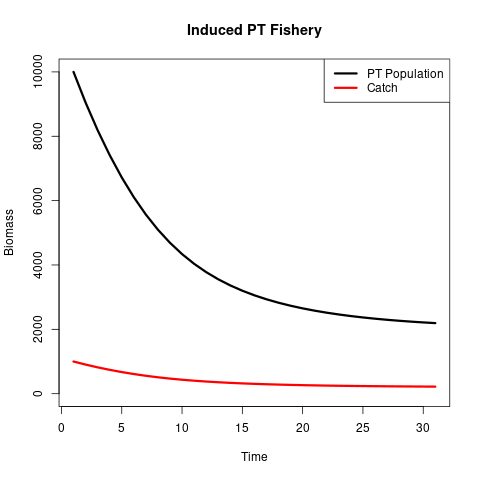 Induced PT Fishery
PT Population
Catch
Biomass
10000
8000
6000
4000
2000
0
0 5 10 15 20 25 30
Time